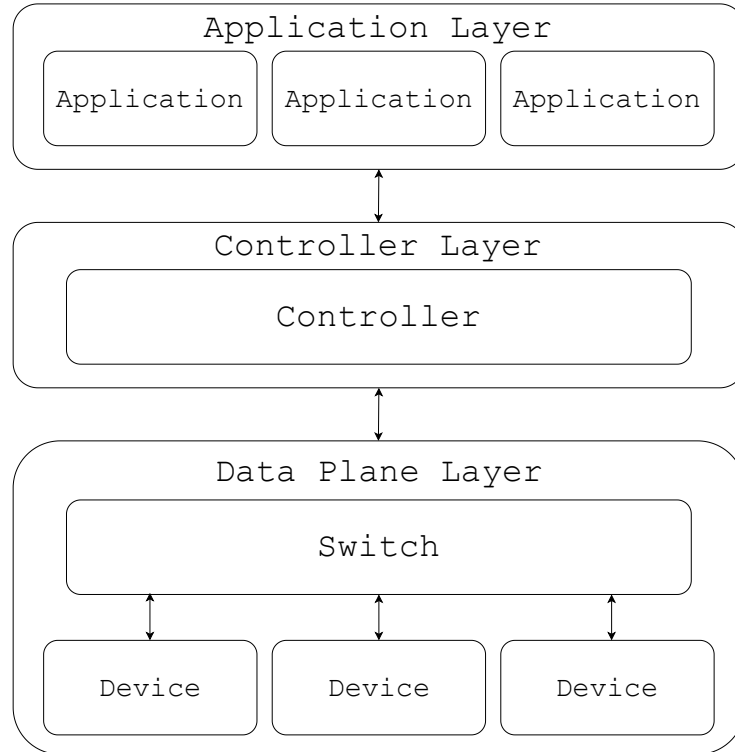 Application Layer
Application Application Application
Controller Layer
Controller
Data Plane Layer
Switch
Device Device Device